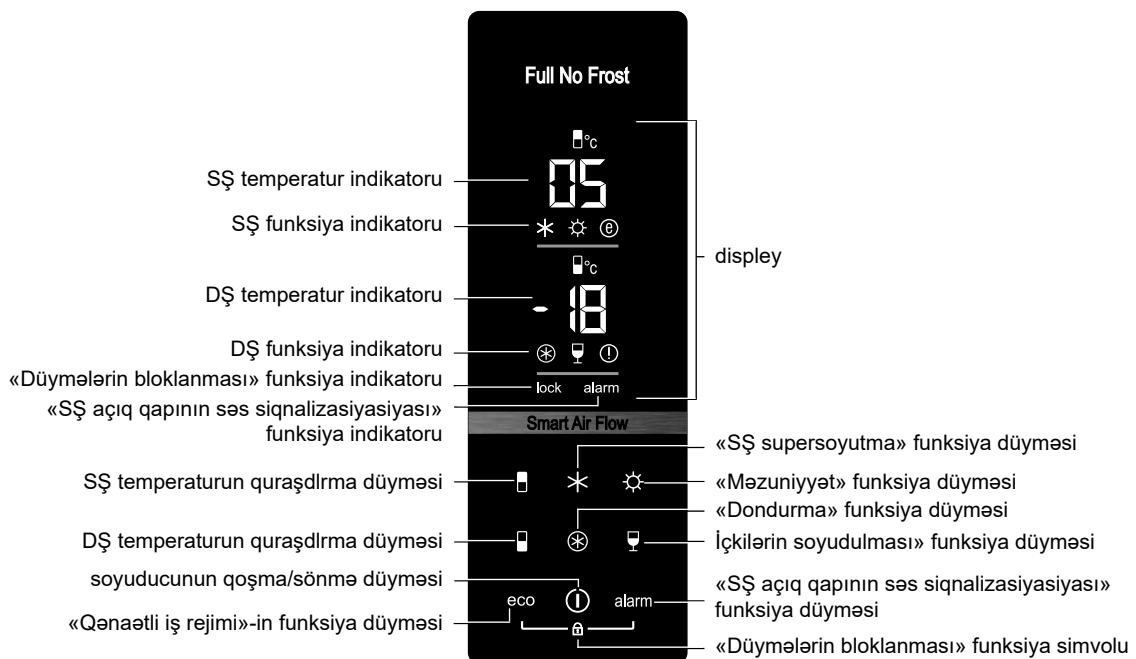 Full No Frost
°c
05
SŞ temperatur indikatoru
SŞ funksiya indikatoru
e
displey
°c
DŞ temperatur indikatoru
-18
DŞ funksiya indikatoru
«Düymələrin bloklanması» funksiya indikatoru
lock alarm
«SŞ açıq qapının səs siqnalizasiyasiyası»
funksiya indikatoru
Smart Air Flow
«SŞ supersoyutma» funksiya düyməsi
SŞ temperaturun quraşdlrma düyməsi
«Məzuniyyət» funksiya düyməsi
«Dondurma» funksiya düyməsi
DŞ temperaturun quraşdlrma düyməsi
İçkilərin soyudulması» funksiya düyməsi
soyuducunun qoşma/sönmə düyməsi
eco alarm
«SŞ açıq qapının səs siqnalizasiyasiyası»
funksiya düyməsi
«Qənaətli iş rejimi»-in funksiya düyməsi
«Düymələrin bloklanması» funksiya simvolu